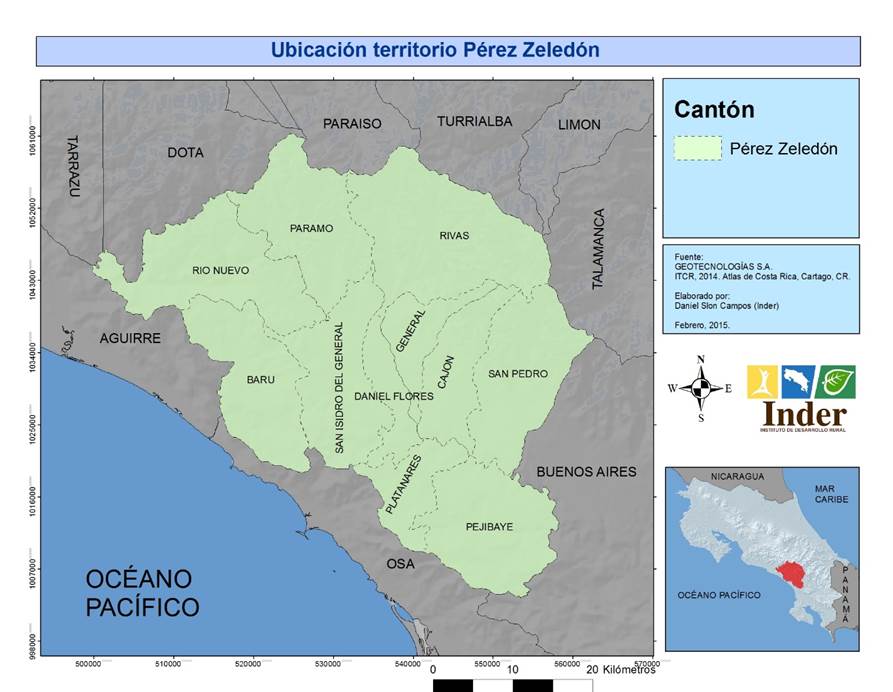 Ubicación territorio Pérez Zeledón
Cantón
Pérez Zeledón
Fuente:
GEOTECNOLOGÍAS S.A.
ITCR, 2014. Atlas de Costa Rica, Cartago, CR.
Elaborado por:
Daniel Slon Campos (Inder)
Febrero, 2015.
N
W E
S
Inder
INSTITUTO DE DESARROLLO RURAL
NICARAGUA
MAR
CARIBE
OCÉANO PACÍFICO
PANAMÁ
TARRAZU
DOTA
PARAISO
TURRIALBA
LIMON
TALAMANCA
PARAMO
RIVAS
RIO NUEVO
AGUIRRE
BARU
SAN ISIDRO DEL GENERAL
DANIEL FLORES
GENERAL
CAJON
SAN PEDRO
PLATANARES
BUENOS AIRES
PEJIBAYE
OSA
OCÉANO
PACÍFICO
1061000
1052000
1043000
1034000
1025000
1016000
1007000
998000
500000 510000 520000 530000 540000 550000 560000 570000
0 10 20 Kilómetros